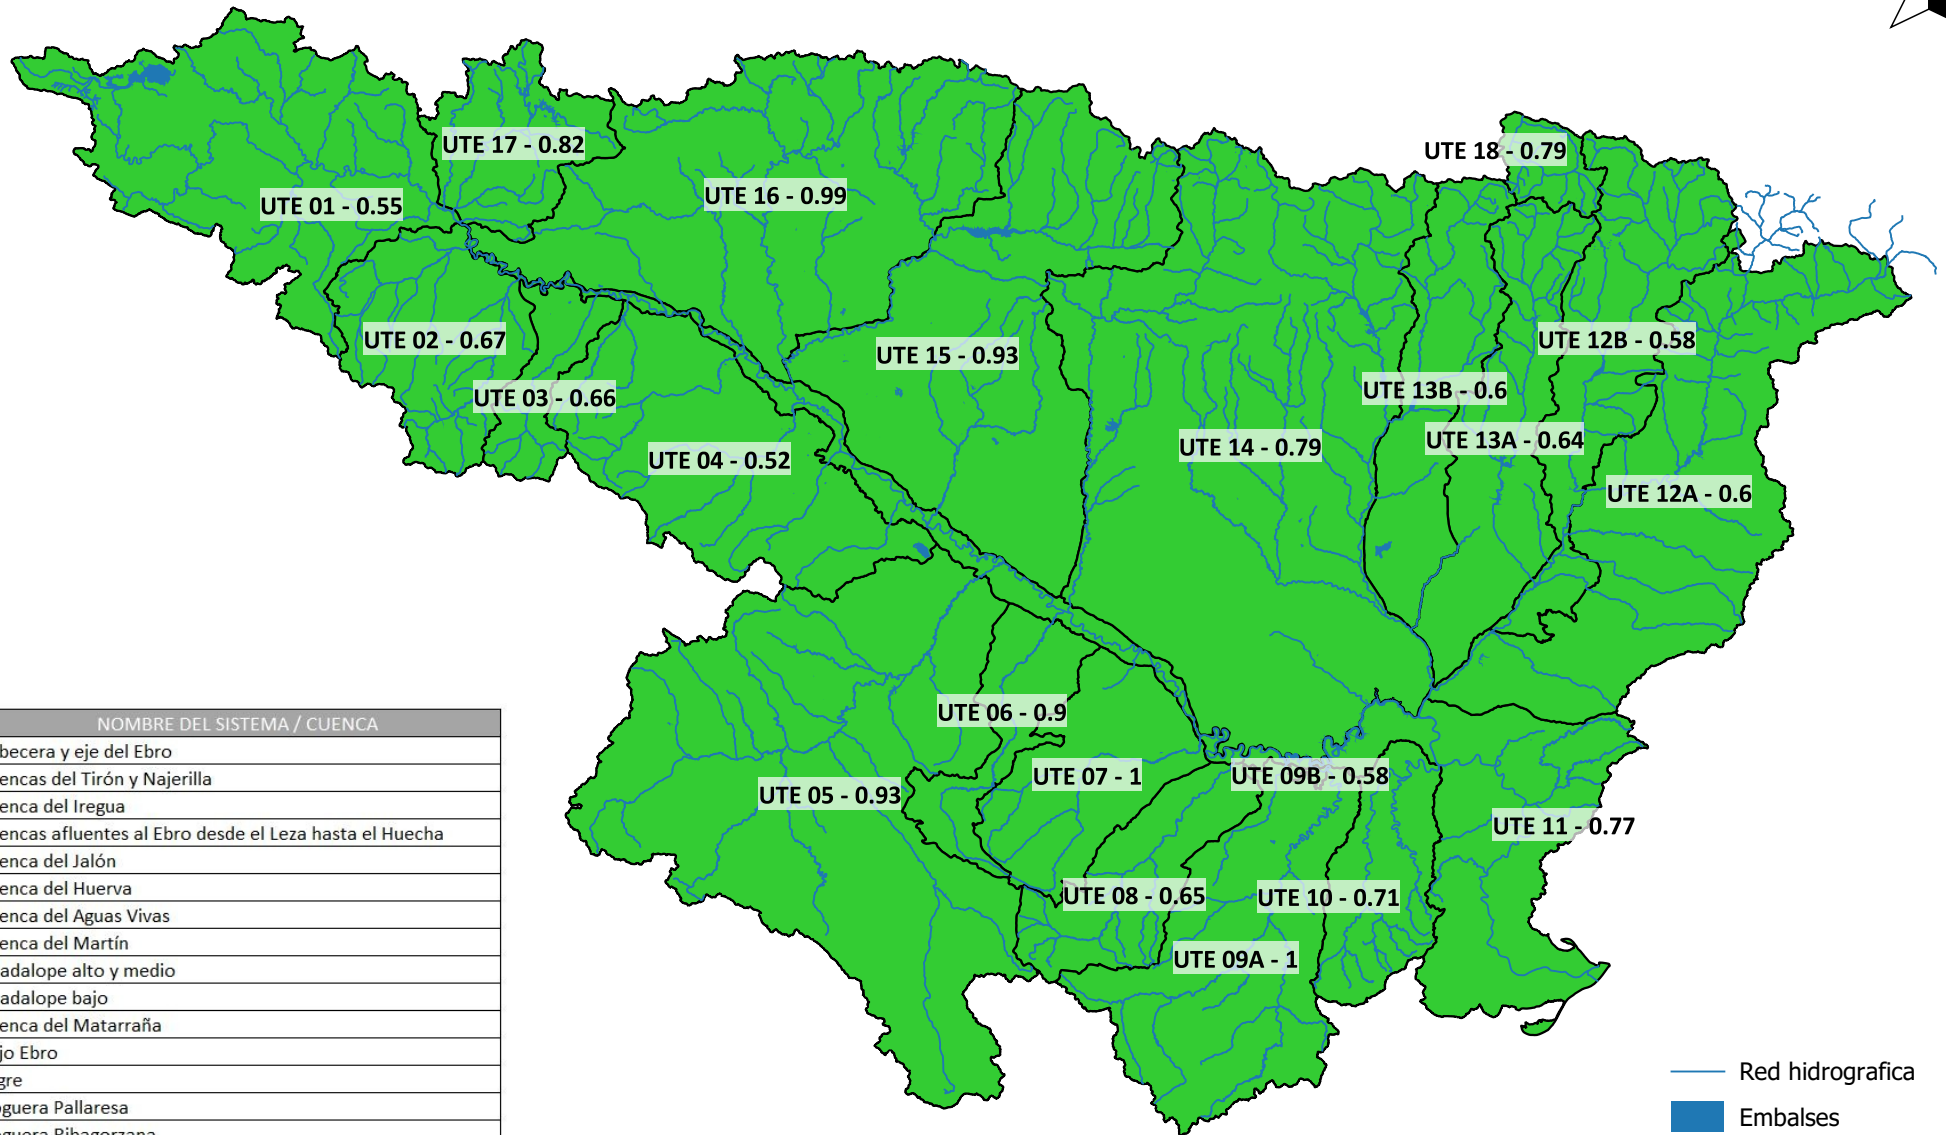 UTE 17 - 0.82
UTE 18 - 0.79
UTE 16 - 0.99
UTE 01 - 0.55
UTE 02 - 0.67
UTE 12B - 0.58
UTE 15 - 0.93
UTE 13B - 0.6
UTE 03 - 0.66
UTE 13A - 0.64
UTE 14 - 0.79
UTE 04 - 0.52
UTE 12A - 0.6
UTE 06 - 0.9
UTE 07 - 1
UTE 09B - 0.58
UTE 05 - 0.93
UTE 11 - 0.77
UTE 08 - 0.65
UTE 10 - 0.71
UTE 09A - 1
NOMBRE DEL SISTEMA / CUENCA
becera y eje del Ebro
encas del Tirón y Najerilla
enca del Iregua
encas afluentes al Ebro desde el Leza hasta el Huecha
enca del Jalón
enca del Huerva
enca del Aguas Vivas
enca del Martín
adalope alto y medio
adalope bajo
enca del Matarraña
jo Ebro
gre
guera Pallaresa
guera Ribagorzana
Red hidrografica
Embalses